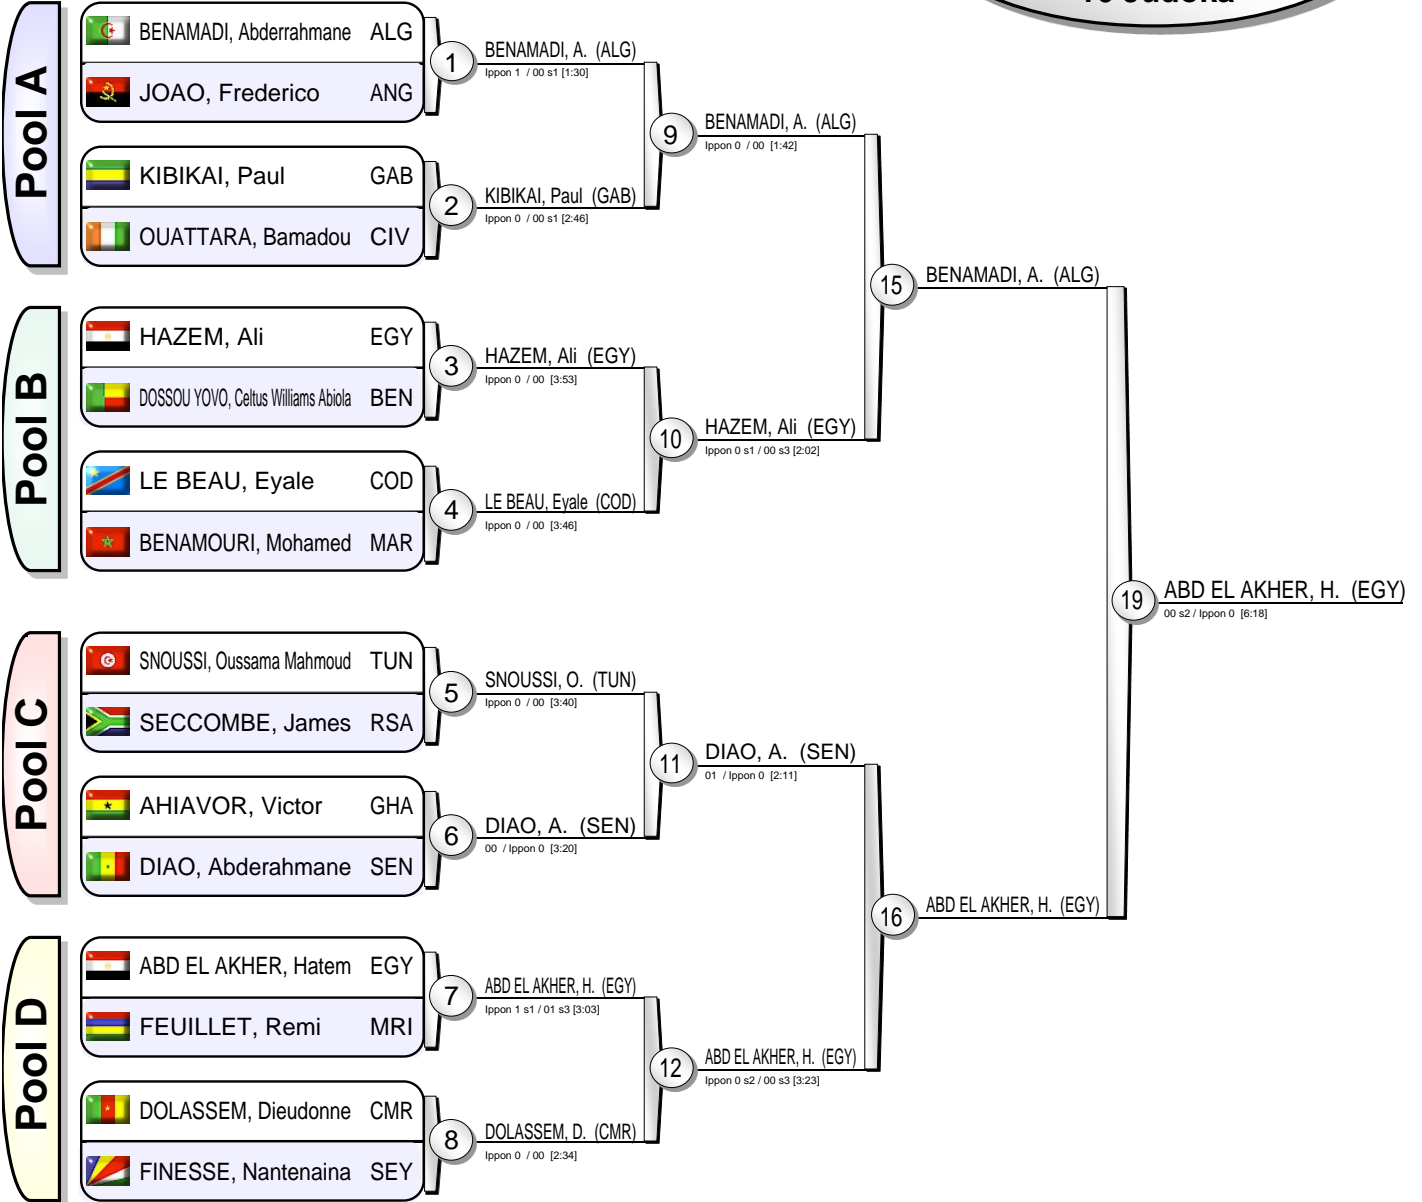 Pool A
BENAMADI, Abderrahmane ALG
JOAO, Frederico ANG
KIBIKAI, Paul GAB
OUATTARA, Bamadou CIV
Pool B
HAZEM, Ali EGY
DOSSOU YOVO, Celtus Williams Abiola BEN
LE BEAU, Eyale COD
BENAMOURI, Mohamed MAR
Pool C
SNOUSSI, Oussama Mahmoud TUN
SECCOMBE, James RSA
AHIAVOR, Victor GHA
DIAO, Abderahmane SEN
Pool D
ABD EL AKHER, Hatem EGY
FEUILLET, Remi MRI
DOLASSEM, Dieudonne CMR
FINESSE, Nantenaina SEY
1
BENAMADI, A. (ALG)
Ippon 1 / 00 s1 [1:30]
2
KIBIKAI, Paul (GAB)
Ippon 0 / 00 s1 [2:46]
3
HAZEM, Ali (EGY)
Ippon 0 / 00 [3:53]
4
LE BEAU, Eyale (COD)
Ippon 0 / 00 [3:46]
5
SNOUSSI, O. (TUN)
Ippon 0 / 00 [3:40]
6
DIAO, A. (SEN)
00 / Ippon 0 [3:20]
7
ABD EL AKHER, H. (EGY)
Ippon 1 s1 / 01 s3 [3:03]
8
DOLASSEM, D. (CMR)
Ippon 0 / 00 [2:34]
9
BENAMADI, A. (ALG)
Ippon 0 / 00 [1:42]
10
HAZEM, Ali (EGY)
Ippon 0 s1 / 00 s3 [2:02]
11
DIAO, A. (SEN)
01 / Ippon 0 [2:11]
12
ABD EL AKHER, H. (EGY)
Ippon 0 s2 / 00 s3 [3:23]
15
BENAMADI, A. (ALG)
16
ABD EL AKHER, H. (EGY)
19
ABD EL AKHER, H. (EGY)
00 s2 / Ippon 0 [6:18]